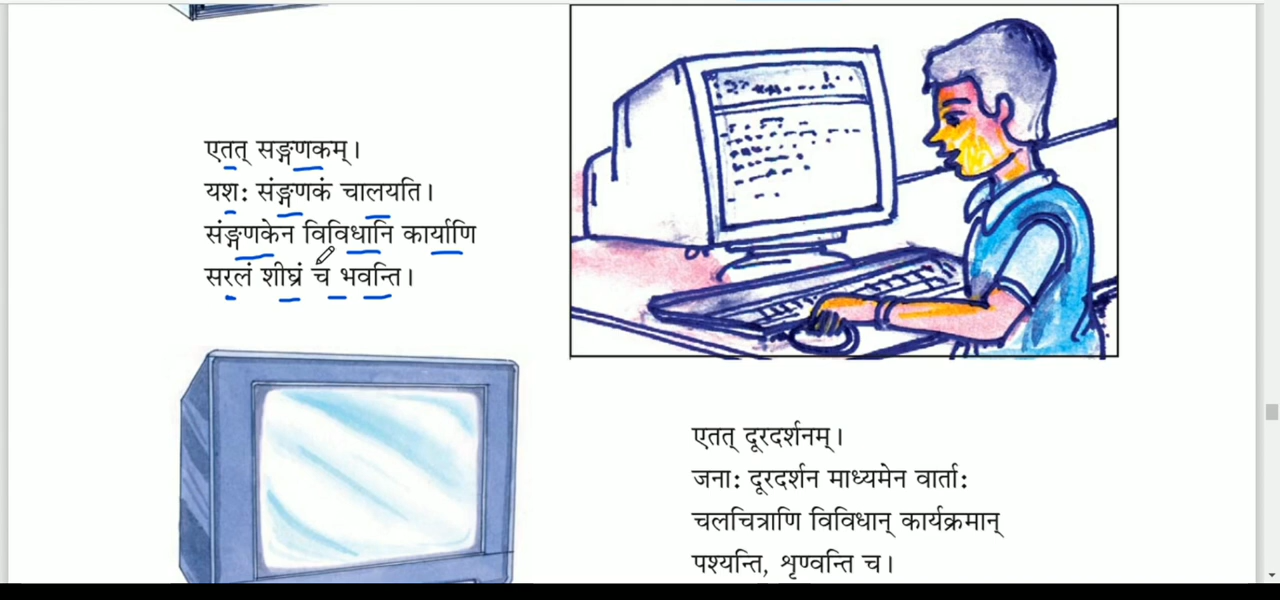 एतत् सङ्गणकम्।
यश: संङ्गणकं चालयति।
संङ्गणकेन विविधानि कार्याणि
सरलं शीघ्रं च भवन्ति।
एतत् दूरदर्शनम्।
जना: दूरदर्शन माध्यमेन वार्ता:
चलचित्राणि विविधान् कार्यक्रमान्
पश्यन्ति, शृण्वन्ति च।